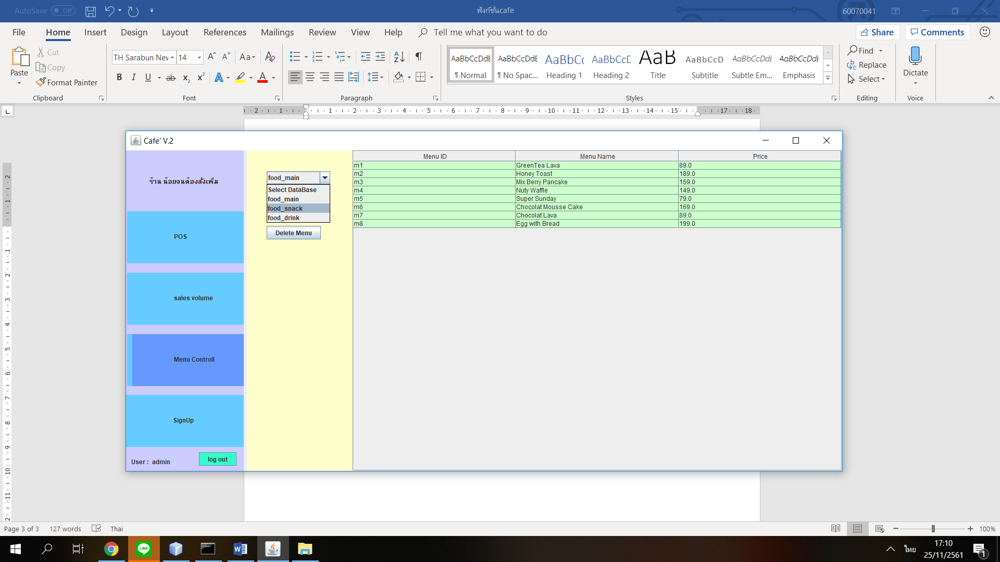 AutoSave Off
ฟังก์ชั่นcafe
60070041
File Home Insert Design Layout References Mailings Review View Help Tell me what you want to do
Share Comments
Paste
Cut
Copy
Format Painter
Clipboard
TH Sarabun New 14
Font
Paragraph
AaBbCcDdE AaBbCcDdE AaBbCc AaBbCcD AaB AaBbCcD AaBbCcDdE AaBbCcDdE
¶ Normal ¶ No Spac... Heading 1 Heading 2 Title Subtitle Subtle Em... Emphasis
Styles
Find
Replace
Select
Editing
Dictate
Voice
2 1 1 2 3 4 5 6 7 8 9 10 11 12 13 14 15 17 18
Cafe' V.2
ร้าน น้อยจนต้องสั่งเพิ่ม
POS
sales volume
Menu Controll
SignUp
User : admin
log out
food_main
Select DataBase
food_main
food_snack
food_drink
Delete Menu
Menu ID Menu Name Price
m1 GreenTea Lava 89.0
m2 Honey Toast 189.0
m3 Mix Berry Pancake 159.0
m4 Nuty Waffle 149.0
m5 Super Sunday 79.0
m6 Chocolat Mousse Cake 169.0
m7 Chocolat Lava 89.0
m8 Egg with Bread 199.0
Page 3 of 3 127 words Thai
100%
LINE
ไทย
17:10
25/11/2561
1